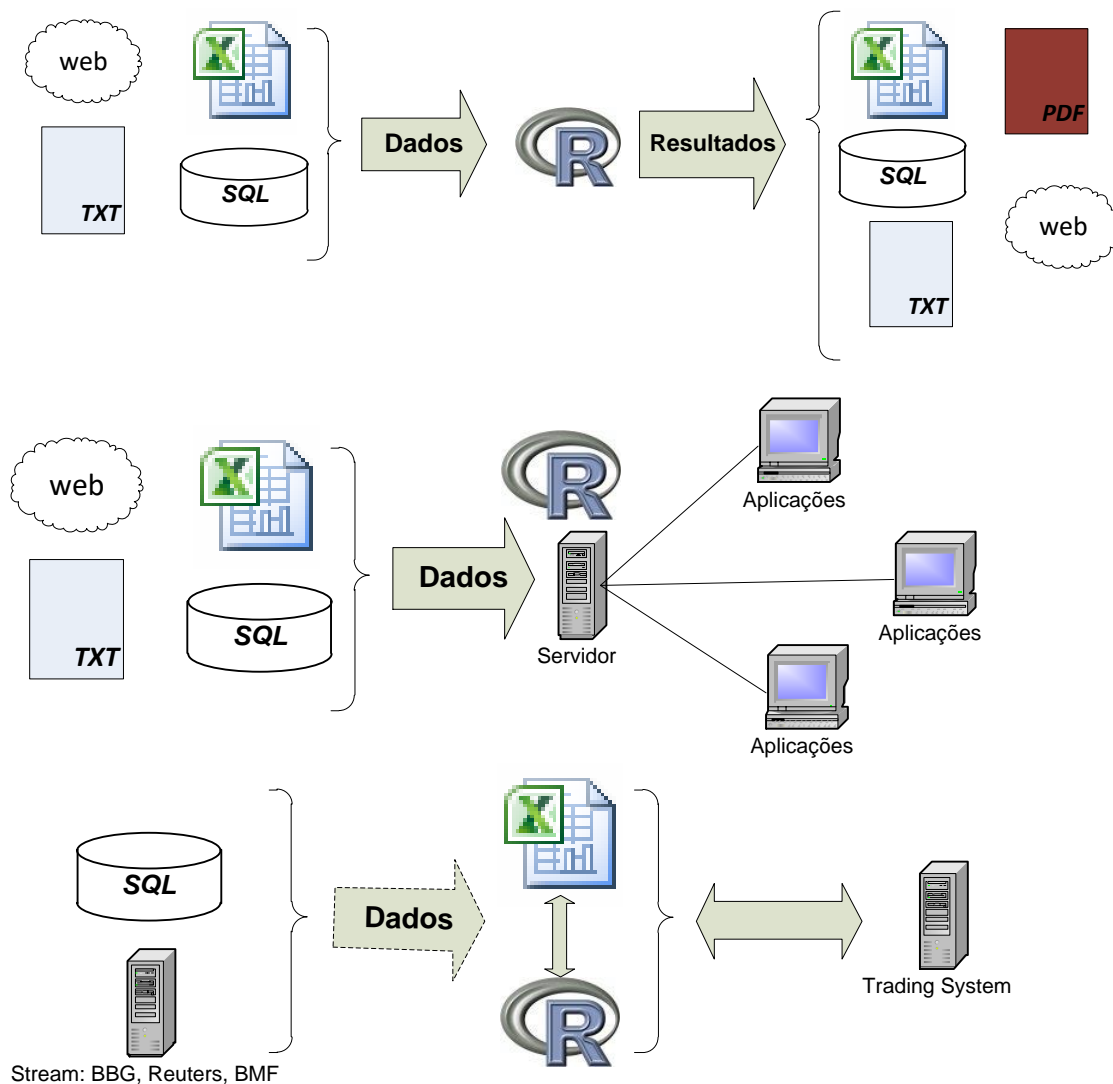 web
TXT
SQL
Dados
R
Resultados
PDF
SQL
web
TXT
web
TXT
SQL
Dados
R
Servidor
Aplicações
Aplicações
Aplicações
SQL
Stream: BBG, Reuters, BMF
Dados
R
Trading System